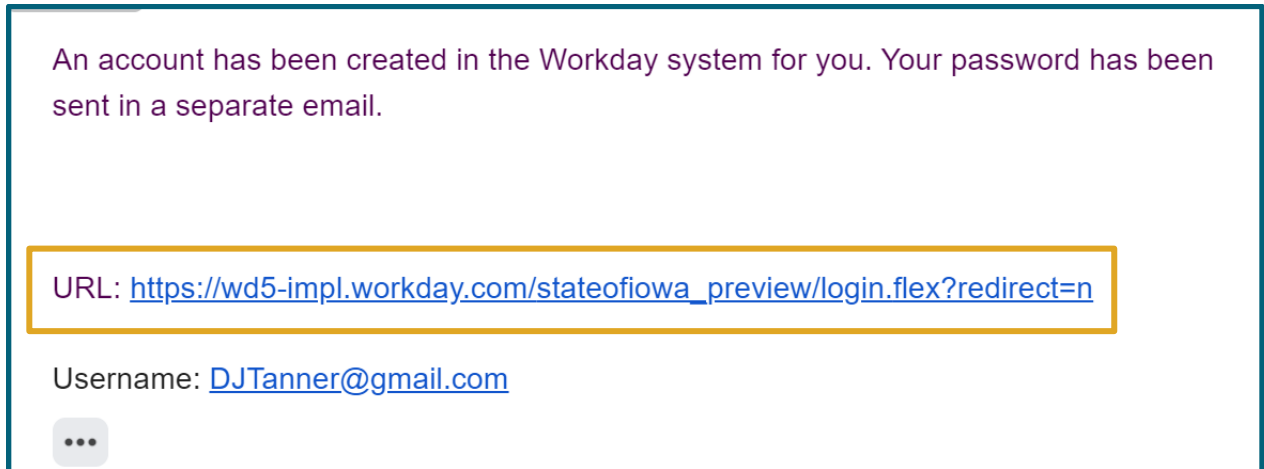 An account has been created in the Workday system for you. Your password has been
sent in a separate email.
URL: https://wd5-impl.workday.com/stateofiowa_preview/login.flex?redirect=n
Username: DJTanner@gmail.com